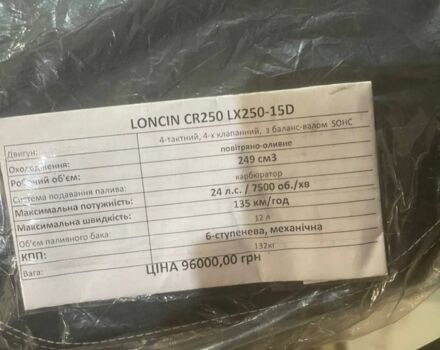 LONCIN CR250 LX250-15D
Двигун: 4-тактний, 4-х клапанний, з баланс-валом SOHC
Охолодження: повітряно-оливне
Робочий об'єм: 249 см3
Система подавання палива: карбюратор
Максимальна потужність: 24 л.с. / 7500 об./хв
Максимальна швидкість: 135 км/год
Об'єм паливного бака: 12 л
КПП: 6-ступенева, механічна
Вага: 132кг
ЦІНА 96000,00 грн